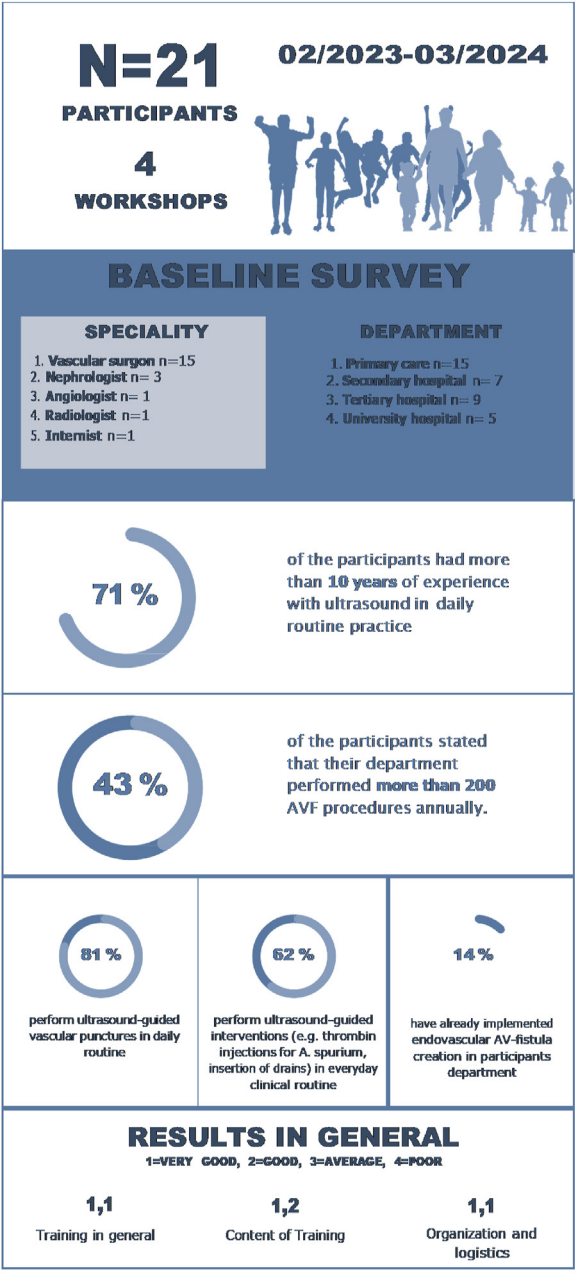 N=21
PARTICIPANTS
4
WORKSHOPS
02/2023-03/2024
BASELINE SURVEY
SPECIALITY
1. Vascular surgon n=15
2. Nephrologist n= 3
3. Angiologist n= 1
4. Radiologist n=1
5. Internist n=1
DEPARTMENT
1. Primary care n=15
2. Secondary hospital n= 7
3. Tertiary hospital n= 9
4. University hospital n= 5
71 %
of the participants had more
than 10 years of experience
with ultrasound in daily
routine practice
43 %
of the participants stated
that their department
performed more than 200
AVF procedures annually.
81 %
perform ultrasound-guided
vascular punctures in daily
routine
62 %
perform ultrasound-guided
interventions (e.g. thrombin
injections for A. spurium,
insertion of drains) in everyday
clinical routine
14 %
have already implemented
endovascular AV-fistula
creation in participants
department
RESULTS IN GENERAL
1=VERY GOOD, 2=GOOD, 3=AVERAGE, 4=POOR
1,1
Training in general
1,2
Content of Training
1,1
Organization and
logistics